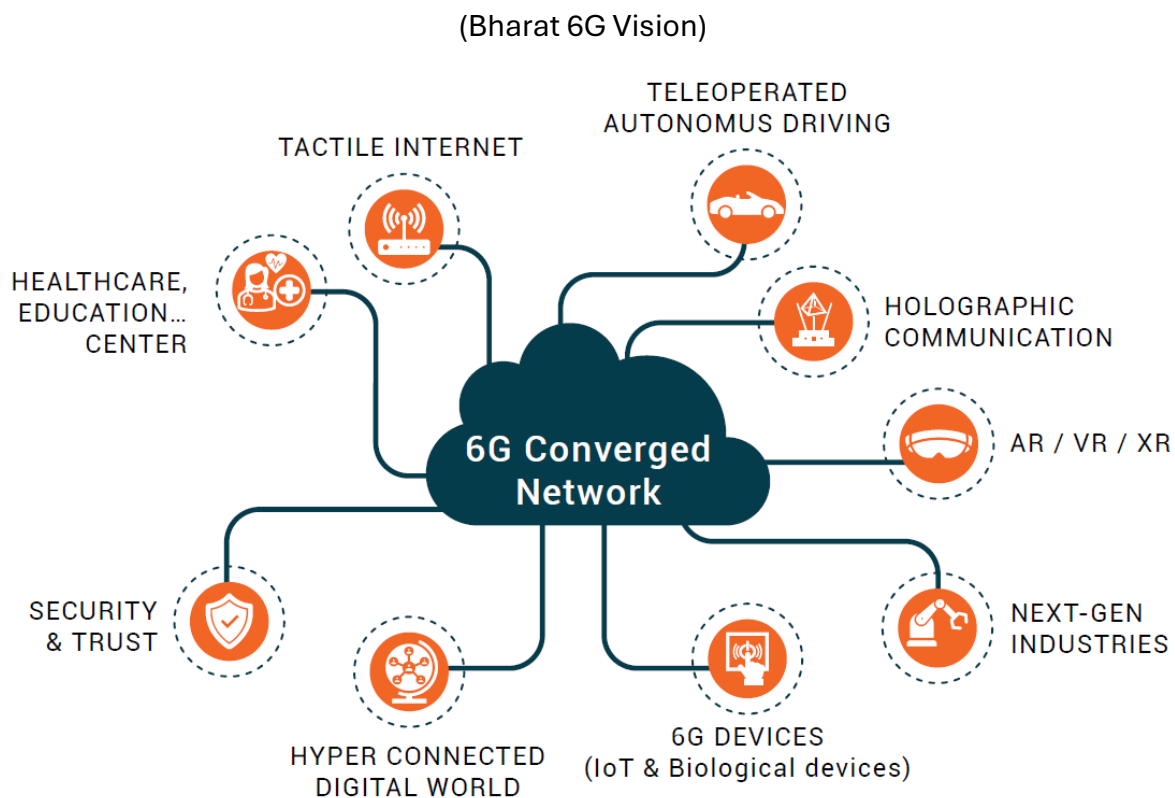 (Bharat 6G Vision)
TELEOPERATED
AUTONOMUS DRIVING
TACTILE INTERNET
HEALTHCARE,
EDUCATION...
CENTER
HOLOGRAPHIC
COMMUNICATION
6G Converged
Network
AR / VR / XR
SECURITY
& TRUST
NEXT-GEN
INDUSTRIES
HYPER CONNECTED
DIGITAL WORLD
6G DEVICES
(IoT & Biological devices)